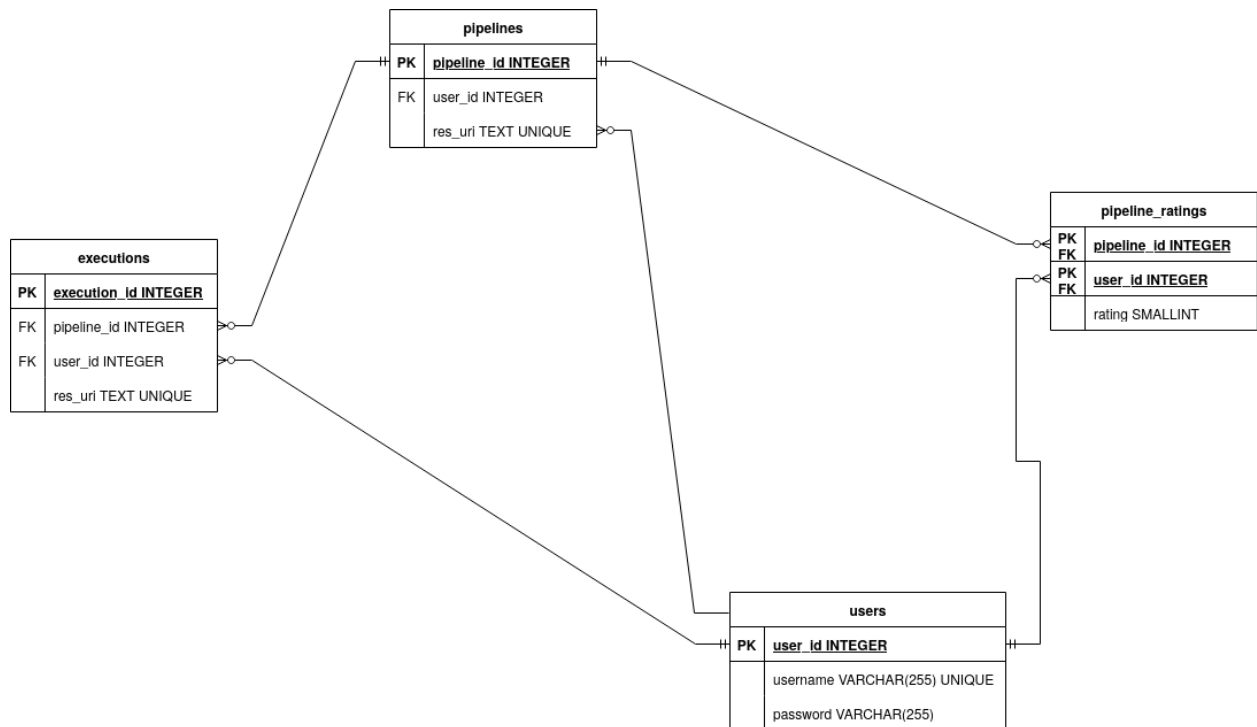 pipelines
PK pipeline_id INTEGER
FK user_id INTEGER
res_uri TEXT UNIQUE
pipeline_ratings
PK FK pipeline_id INTEGER
PK FK user_id INTEGER
rating SMALLINT
executions
PK execution_id INTEGER
FK pipeline_id INTEGER
FK user_id INTEGER
res_uri TEXT UNIQUE
users
PK user_id INTEGER
username VARCHAR(255) UNIQUE
password VARCHAR(255)